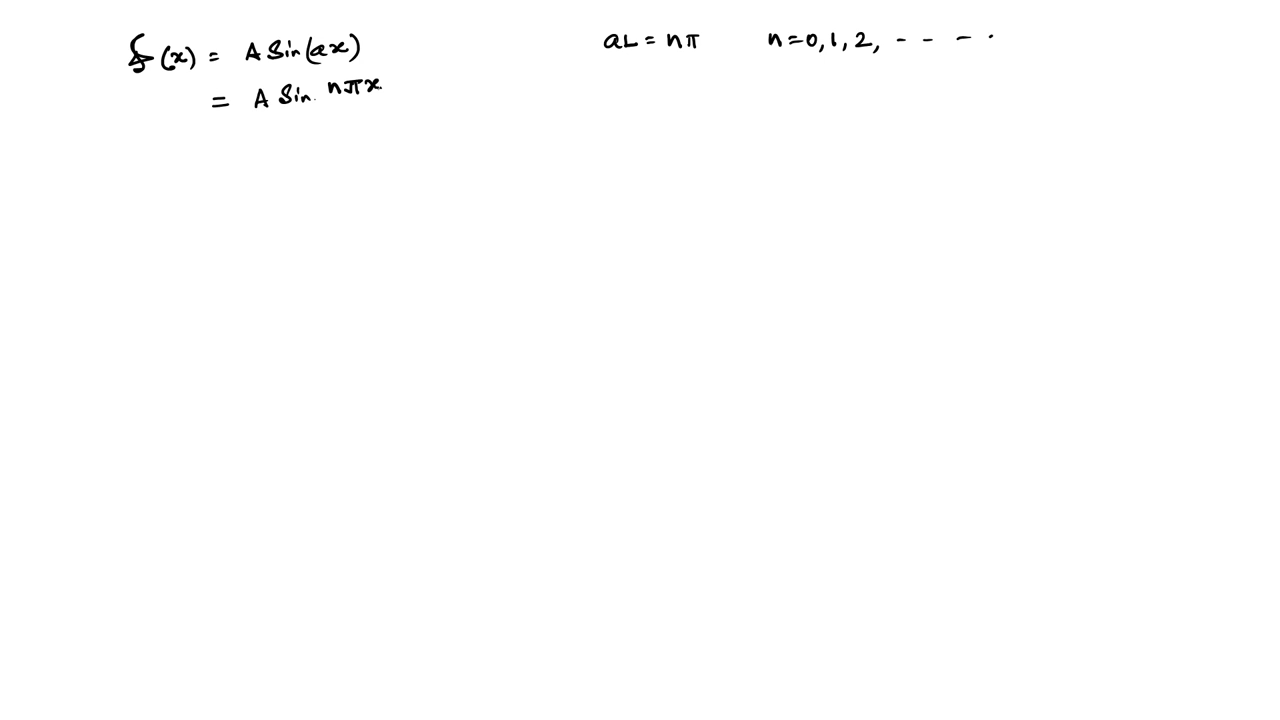 f(x) = A Sin(ax) aL = nπ n=0,1,2, - - - .
= A Sin nπx